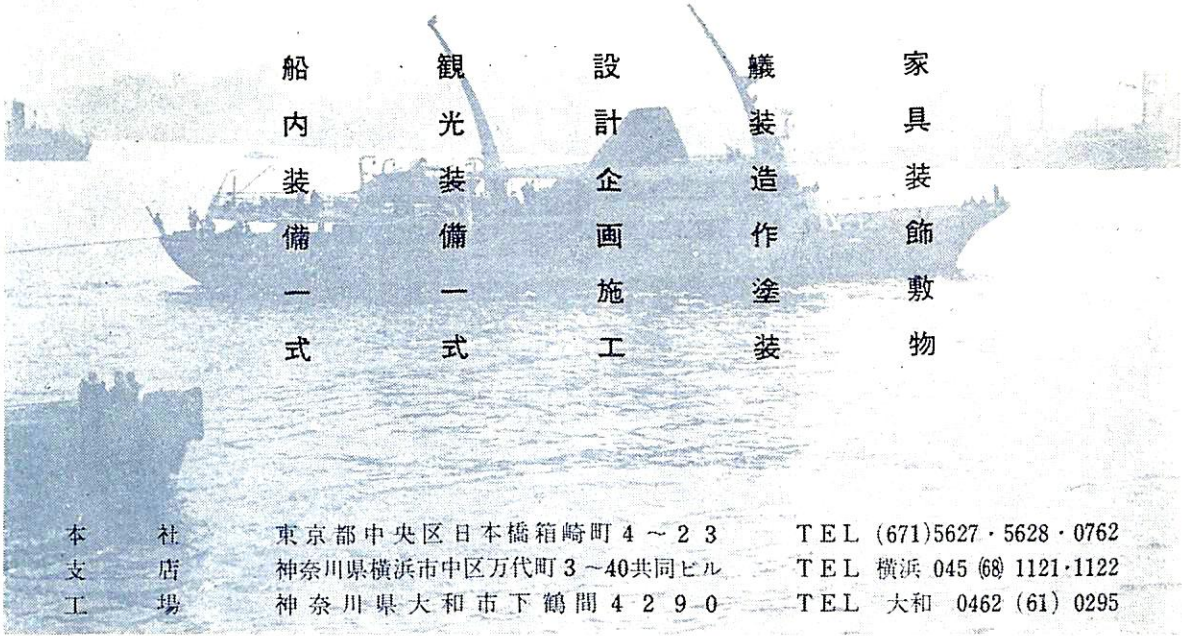 家具装飾敷物
艤装造作塗装
設計企画施工
観光装備一式
船内装備一式
本社 東京都中央区日本橋箱崎町4~23 TEL (671)5627・5628・0762
支店 神奈川県横浜市中区万代町3~40共同ビル TEL 横浜 045 (68) 1121・1122
工場 神奈川県大和市下鶴間4290 TEL 大和 0462 (61) 0295